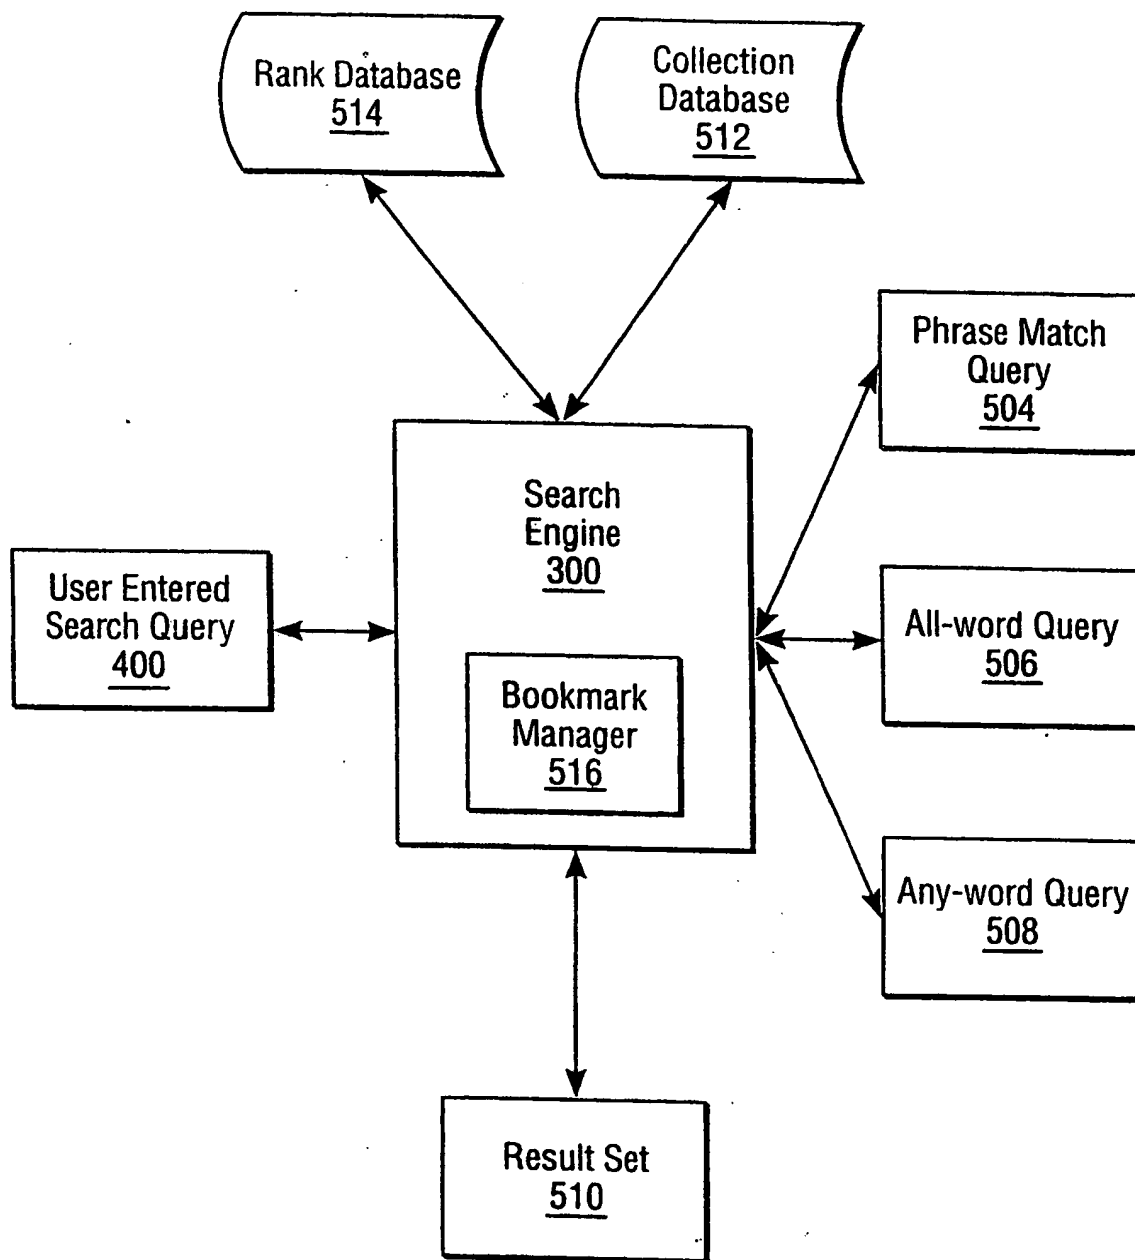 Rank Database
514
Collection
Database
512
Phrase Match
Query
504
Search
Engine
300
User Entered
Search Query
400
All-word Query
506
Bookmark
Manager
516
Any-word Query
508
Result Set
510